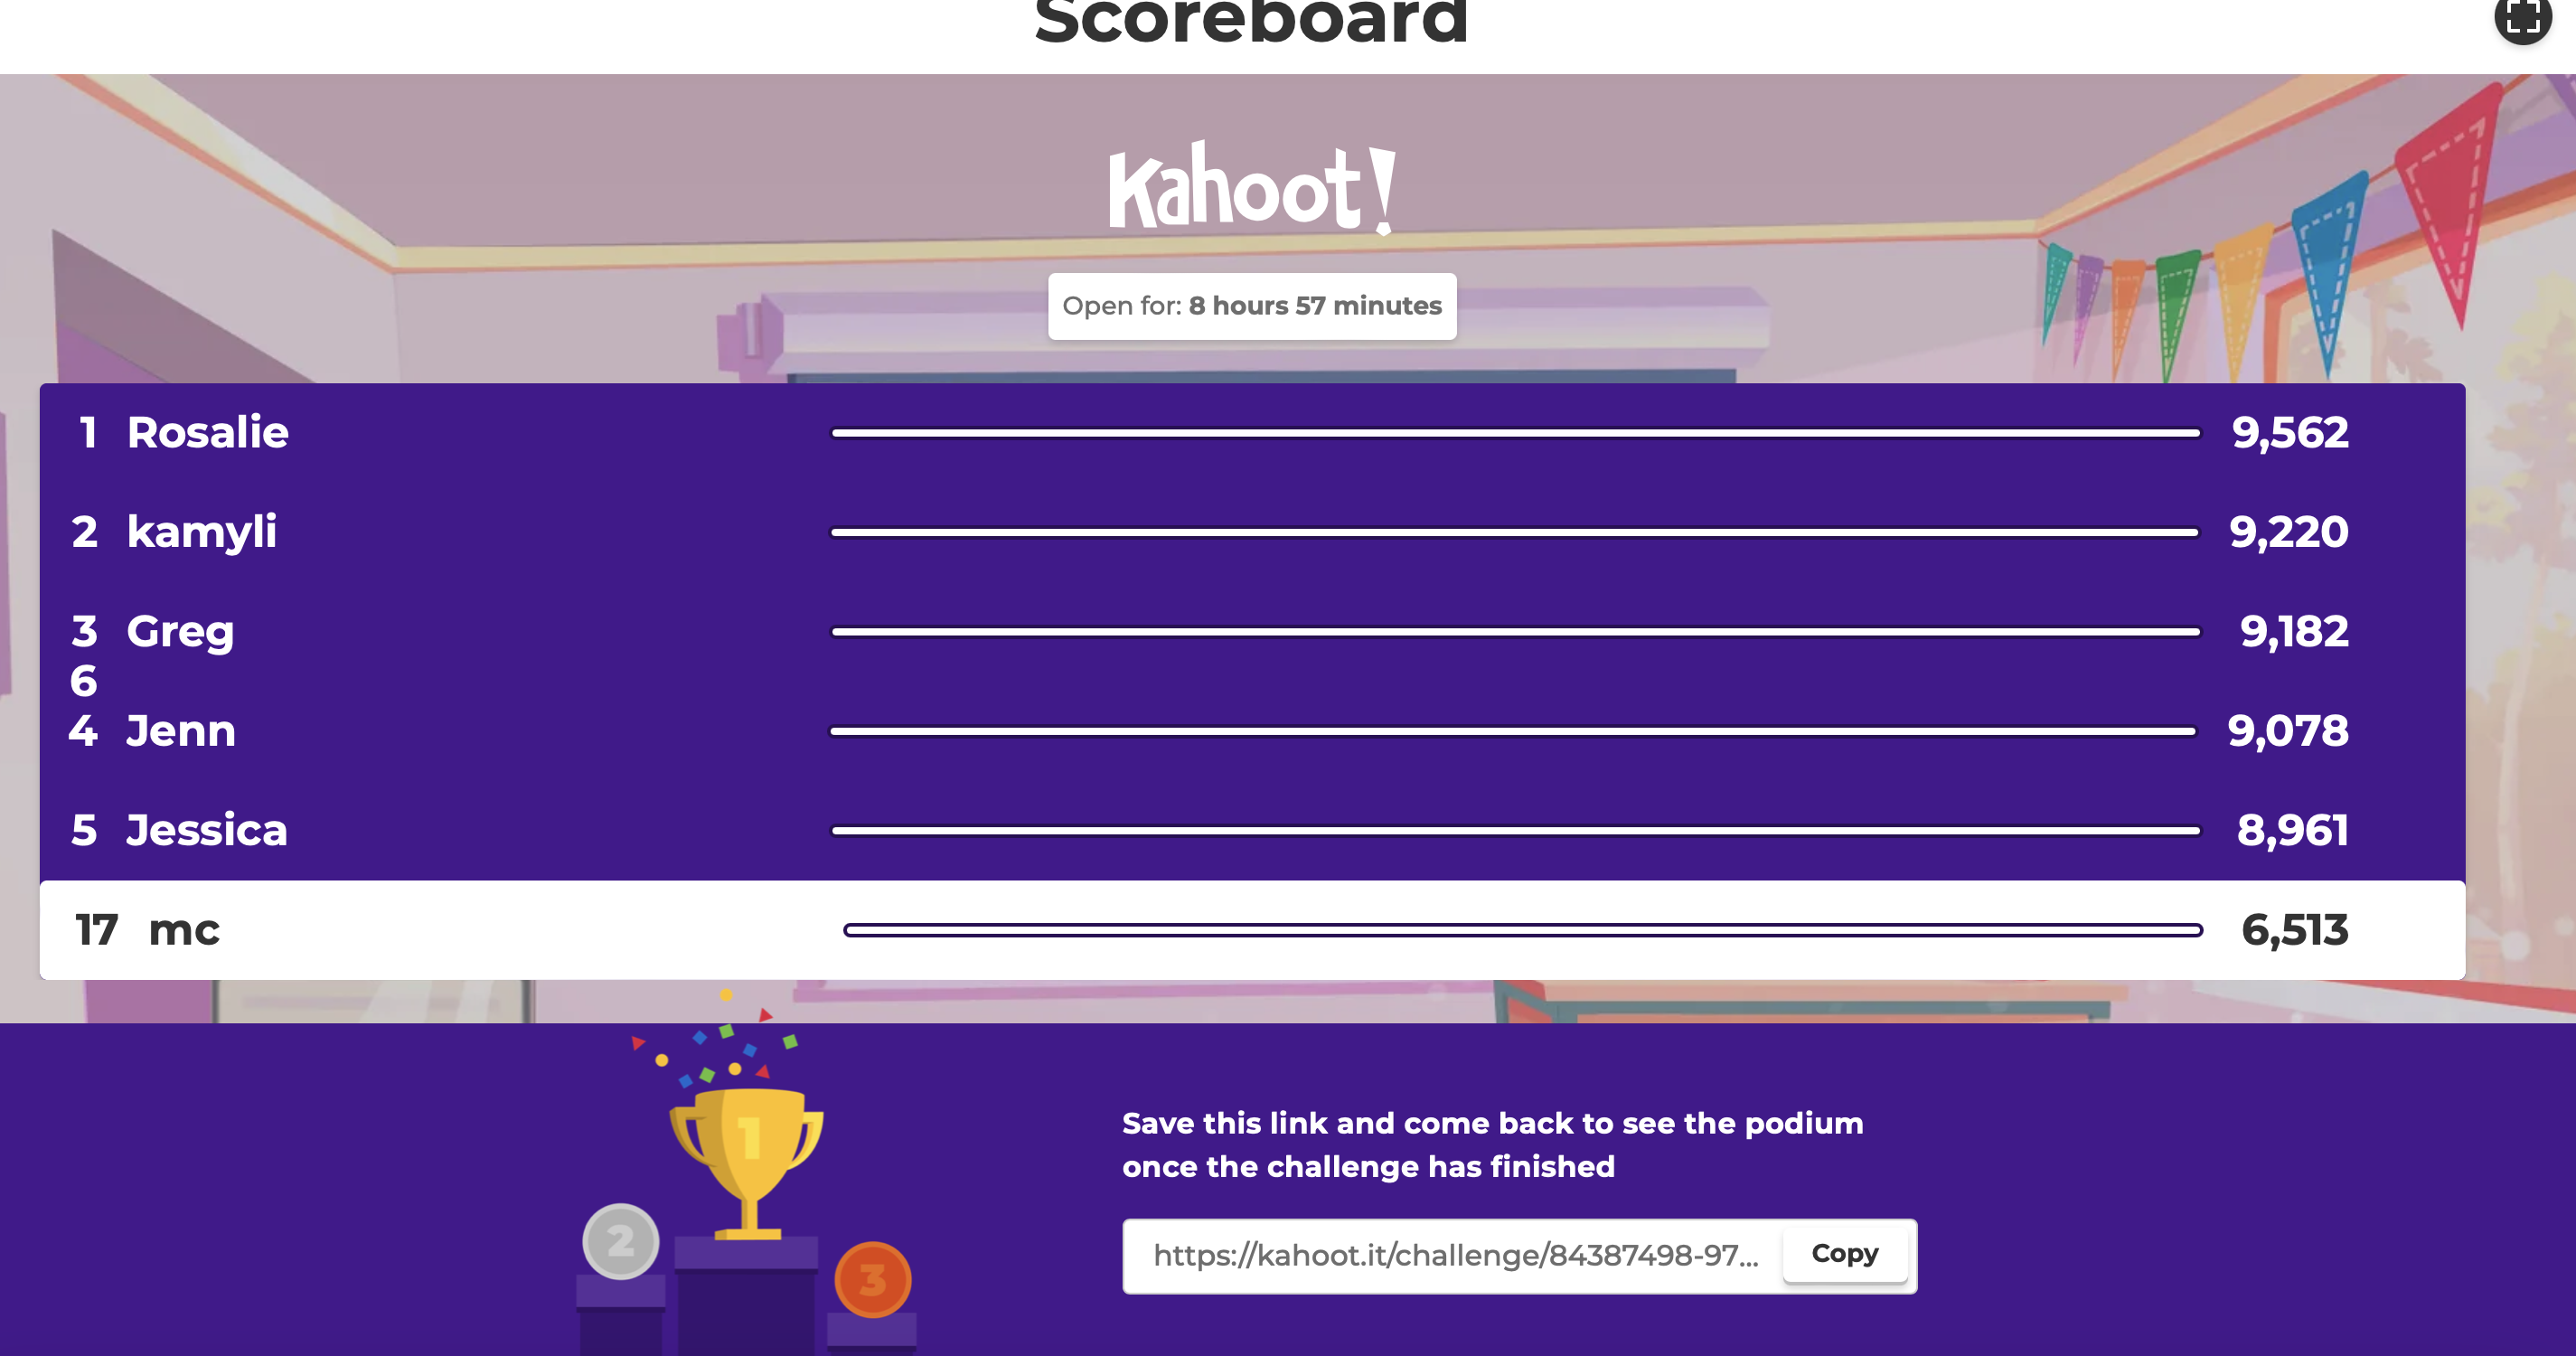 Scoreboard
Kahoot!
Open for: 8 hours 57 minutes
1 Rosalie 9,562
2 kamyli 9,220
3 Greg 9,182
6
4 Jenn 9,078
5 Jessica 8,961
17 mc 6,513
1
2
3
Save this link and come back to see the podium
once the challenge has finished
https://kahoot.it/challenge/84387498-97... Copy